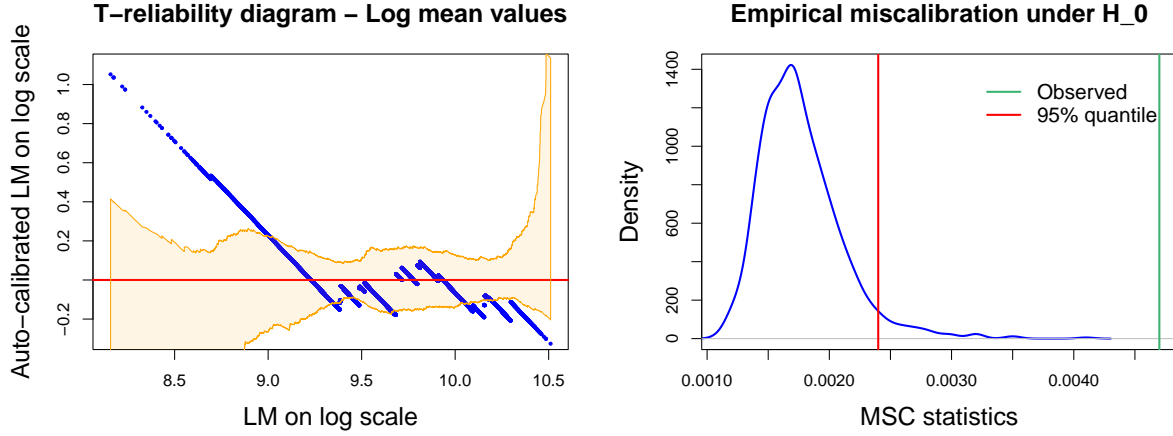 T−reliability diagram − Log mean values
Auto−calibrated LM on log scale
1.0
0.8
0.6
0.4
0.2
−0.2
8.5 9.0 9.5 10.0 10.5
LM on log scale
Empirical miscalibration under H_0
Density
1400
1000
600
200
0
Observed
95% quantile
0.0010 0.0020 0.0030 0.0040
MSC statistics